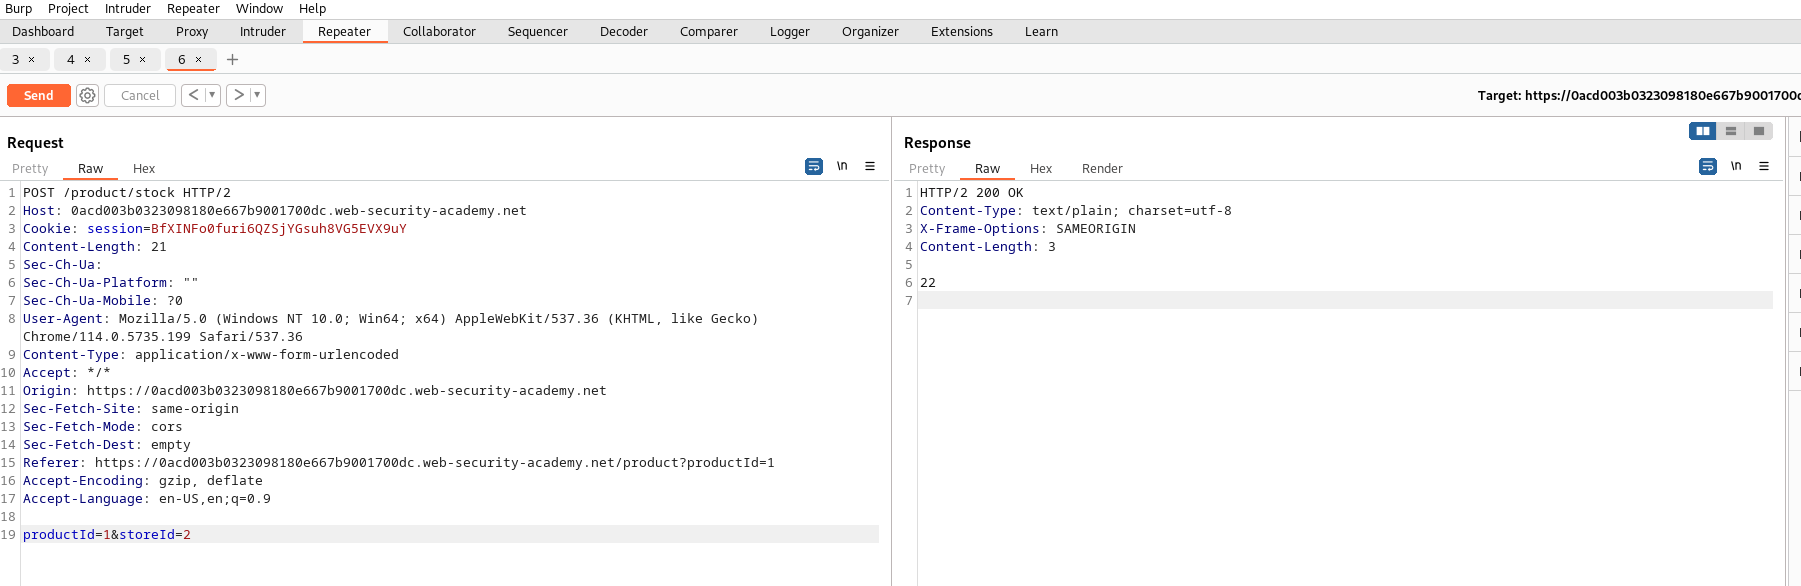 Burp Project Intruder Repeater Window Help
Dashboard Target Proxy Intruder Repeater Collaborator Sequencer Decoder Comparer Logger Organizer Extensions Learn
3 × 4 × 5 × 6 × +
Send Cancel < > Target: https://0acd003b0323098180e667b9001700
Request
Pretty Raw Hex \n
1 POST /product/stock HTTP/2
2 Host: 0acd003b0323098180e667b9001700dc.web-security-academy.net
3 Cookie: session=BfXINFo0furi6QZSjYGsuh8VG5EVX9uY
4 Content-Length: 21
5 Sec-Ch-Ua:
6 Sec-Ch-Ua-Platform: ""
7 Sec-Ch-Ua-Mobile: ?0
8 User-Agent: Mozilla/5.0 (Windows NT 10.0; Win64; x64) AppleWebKit/537.36 (KHTML, like Gecko)
Chrome/114.0.5735.199 Safari/537.36
9 Content-Type: application/x-www-form-urlencoded
10 Accept: */*
11 Origin: https://0acd003b0323098180e667b9001700dc.web-security-academy.net
12 Sec-Fetch-Site: same-origin
13 Sec-Fetch-Mode: cors
14 Sec-Fetch-Dest: empty
15 Referer: https://0acd003b0323098180e667b9001700dc.web-security-academy.net/product?productId=1
16 Accept-Encoding: gzip, deflate
17 Accept-Language: en-US,en;q=0.9
18
19 productId=1&storeId=2
Response
Pretty Raw Hex Render \n
1 HTTP/2 200 OK
2 Content-Type: text/plain; charset=utf-8
3 X-Frame-Options: SAMEORIGIN
4 Content-Length: 3
5
6 22
7